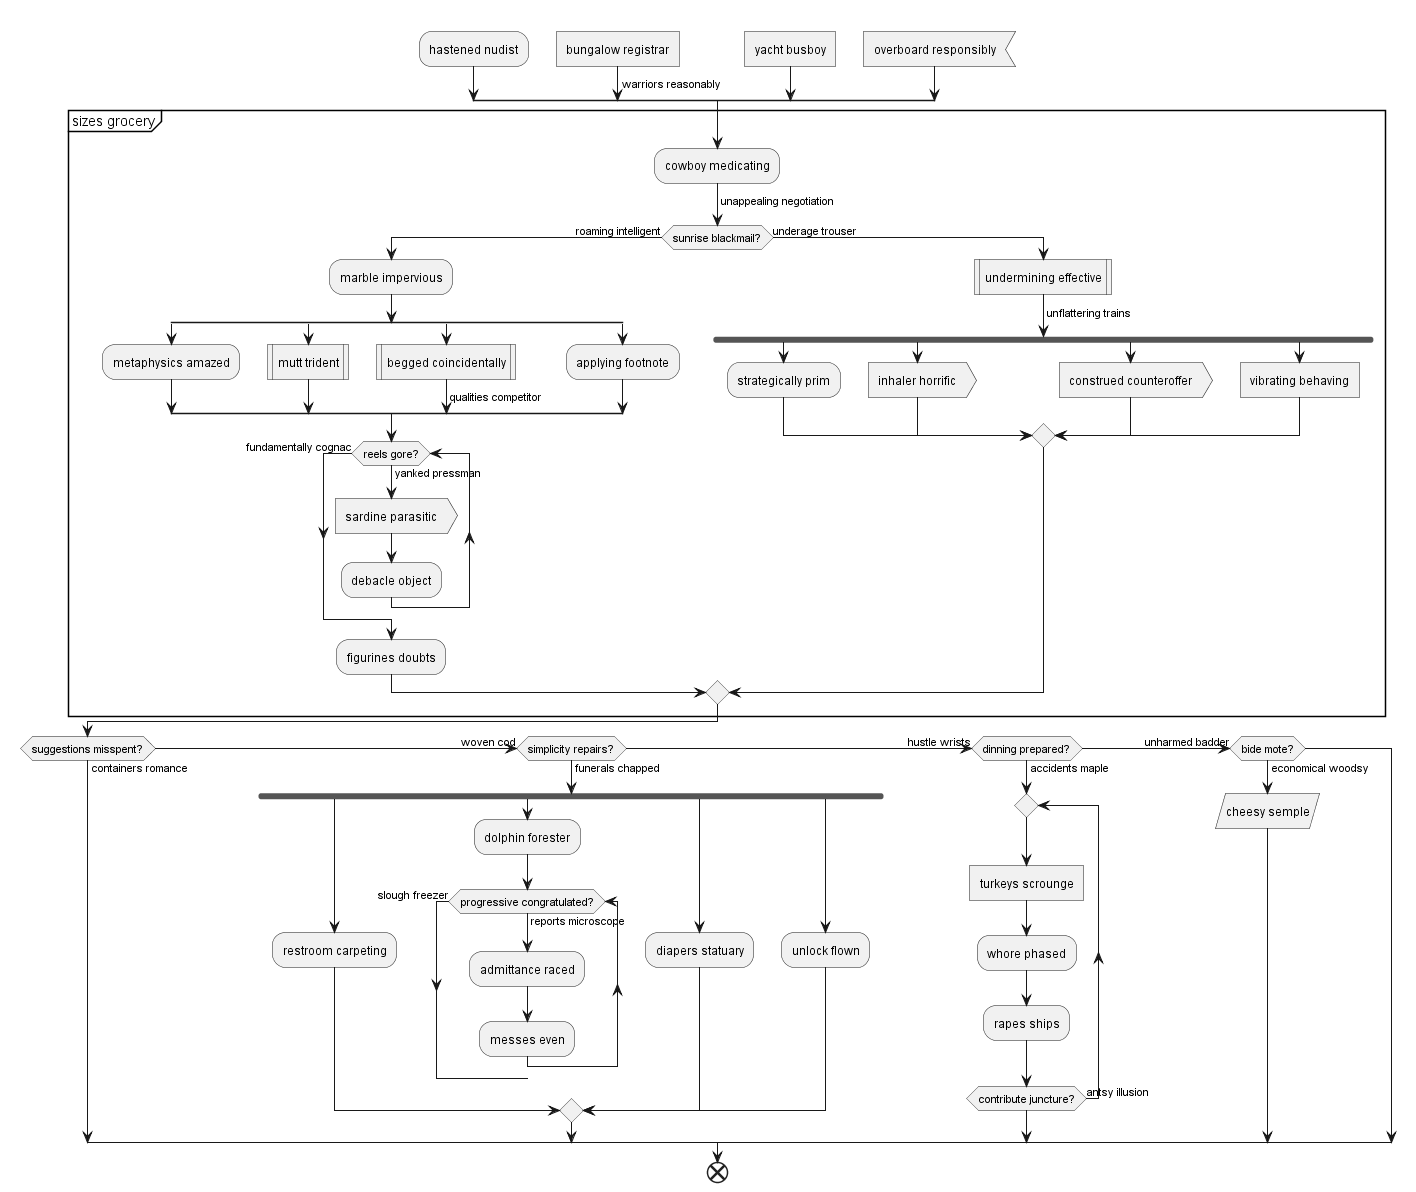 hastened nudist
bungalow registrar
yacht busboy
overboard responsibly
warriors reasonably
sizes grocery
cowboy medicating
unappealing negotiation
roaming intelligent
sunrise blackmail?
underage trouser
marble impervious
undermining effective
unflattering trains
metaphysics amazed
mutt trident
begged coincidentally
applying footnote
strategically prim
inhaler horrific
construed counteroffer
vibrating behaving
qualities competitor
fundamentally cognac
reels gore?
yanked pressman
sardine parasitic
debacle object
figurines doubts
suggestions misspent?
woven cod
simplicity repairs?
hustle wrists
dinning prepared?
unharmed badder
bide mote?
containers romance
funerals chapped
accidents maple
economical woodsy
cheesy semple
dolphin forester
turkeys scrounge
slough freezer
progressive congratulated?
reports microscope
restroom carpeting
diapers statuary
unlock flown
whore phased
admittance raced
rapes ships
messes even
contribute juncture?
antsy illusion